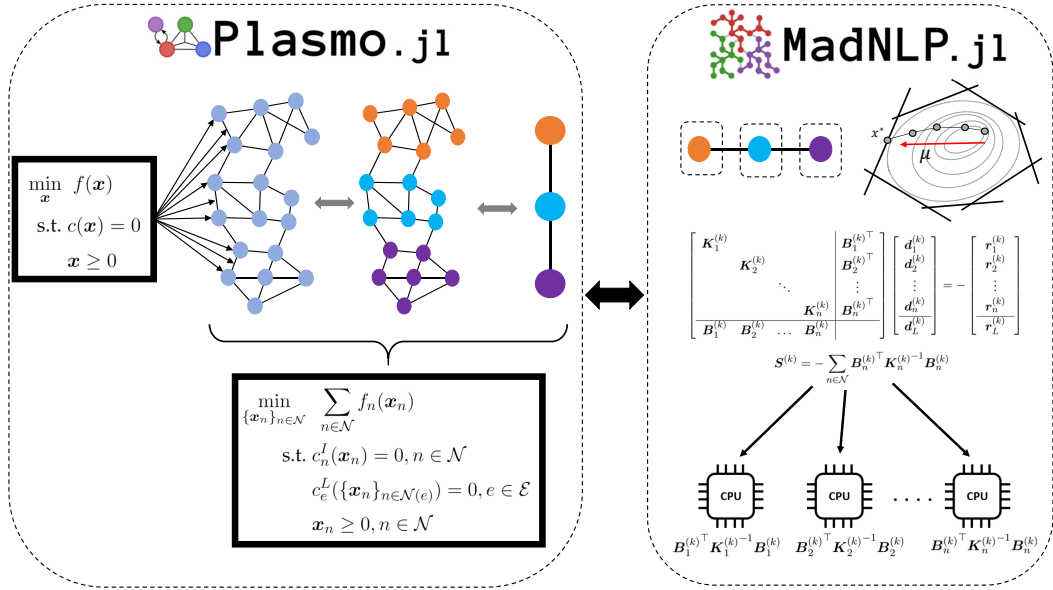 Plasmo.jl
min_x f(x)
s.t. c(x) = 0
x ≥ 0
min_{{x_n}_{n∈𝒩}} ∑_{n∈𝒩} f_n(x_n)
s.t. c_n^I(x_n) = 0, n ∈ 𝒩
c_e^L({x_n}_{n∈𝒩(e)}) = 0, e ∈ ℰ
x_n ≥ 0, n ∈ 𝒩
MadNLP.jl
x*
μ
K_1^{(k)} B_1^{(k)⊤} d_1^{(k)} r_1^{(k)}
K_2^{(k)} B_2^{(k)⊤} d_2^{(k)} r_2^{(k)}
⋱ ⋮ ⋮ = − ⋮
K_n^{(k)} B_n^{(k)⊤} d_n^{(k)} r_n^{(k)}
B_1^{(k)} B_2^{(k)} … B_n^{(k)} d_L^{(k)} r_L^{(k)}
S^{(k)} = − ∑_{n∈𝒩} B_n^{(k)⊤} K_n^{(k)−1} B_n^{(k)}
CPU CPU .... CPU
B_1^{(k)⊤} K_1^{(k)−1} B_1^{(k)} B_2^{(k)⊤} K_2^{(k)−1} B_2^{(k)} B_n^{(k)⊤} K_n^{(k)−1} B_n^{(k)}